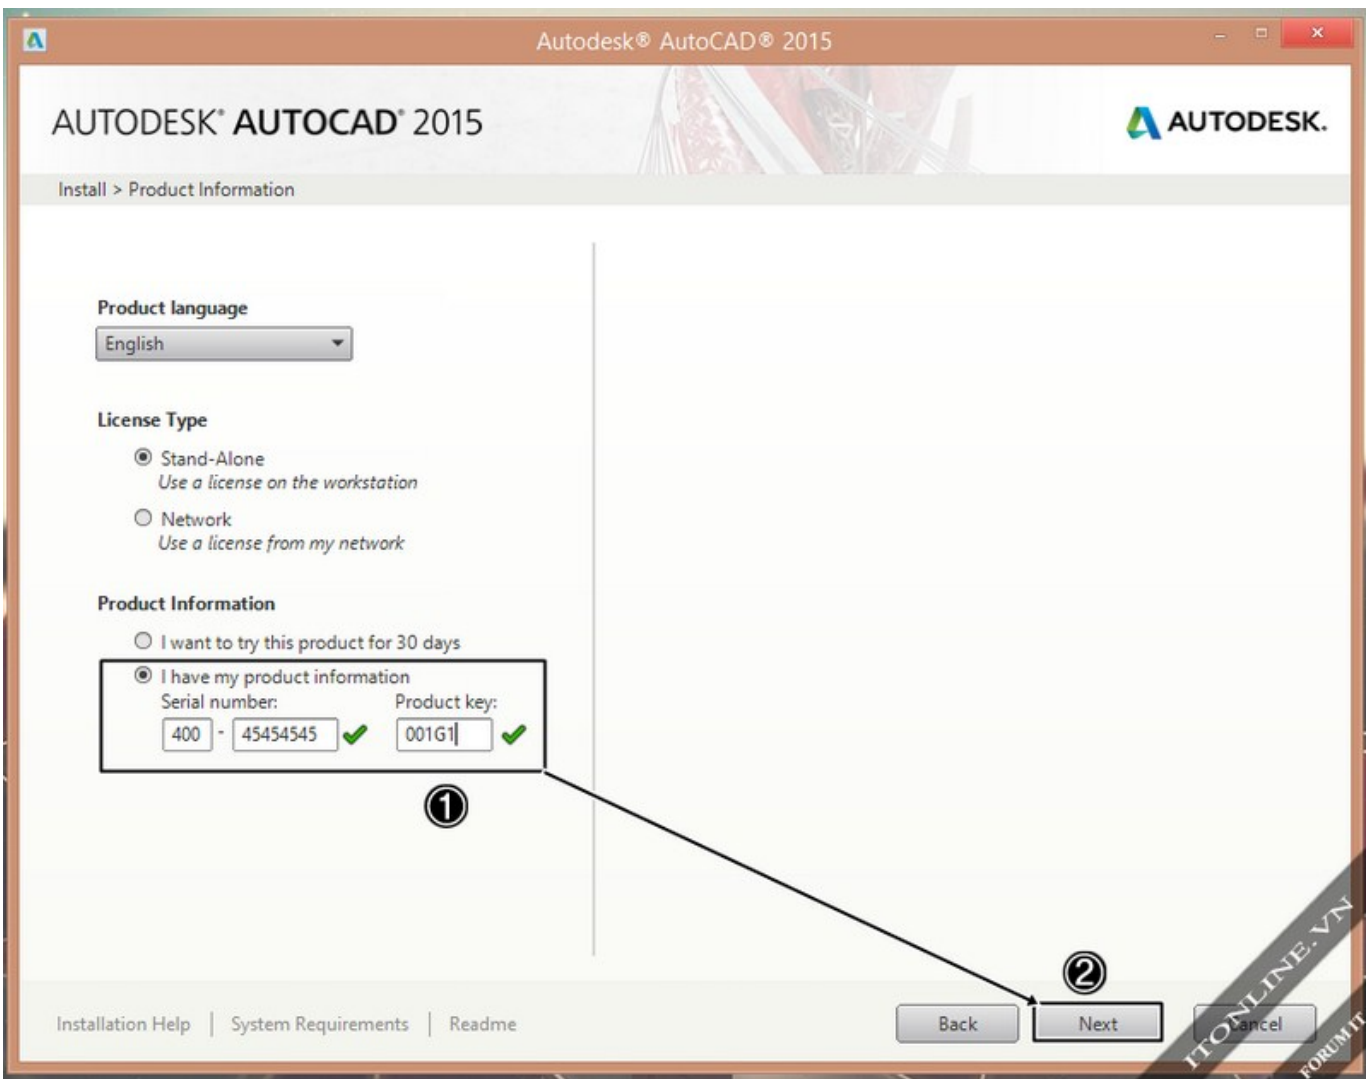 Autodesk® AutoCAD® 2015
AUTODESK® AUTOCAD® 2015
AUTODESK.
Install > Product Information
Product language
English
License Type
Stand-Alone
Use a license on the workstation
Network
Use a license from my network
Product Information
I want to try this product for 30 days
I have my product information
Serial number: Product key:
400 - 45454545 001G1
1
2
Installation Help | System Requirements | Readme
Back Next Cancel
ITONLINE.VN
FORUM IT